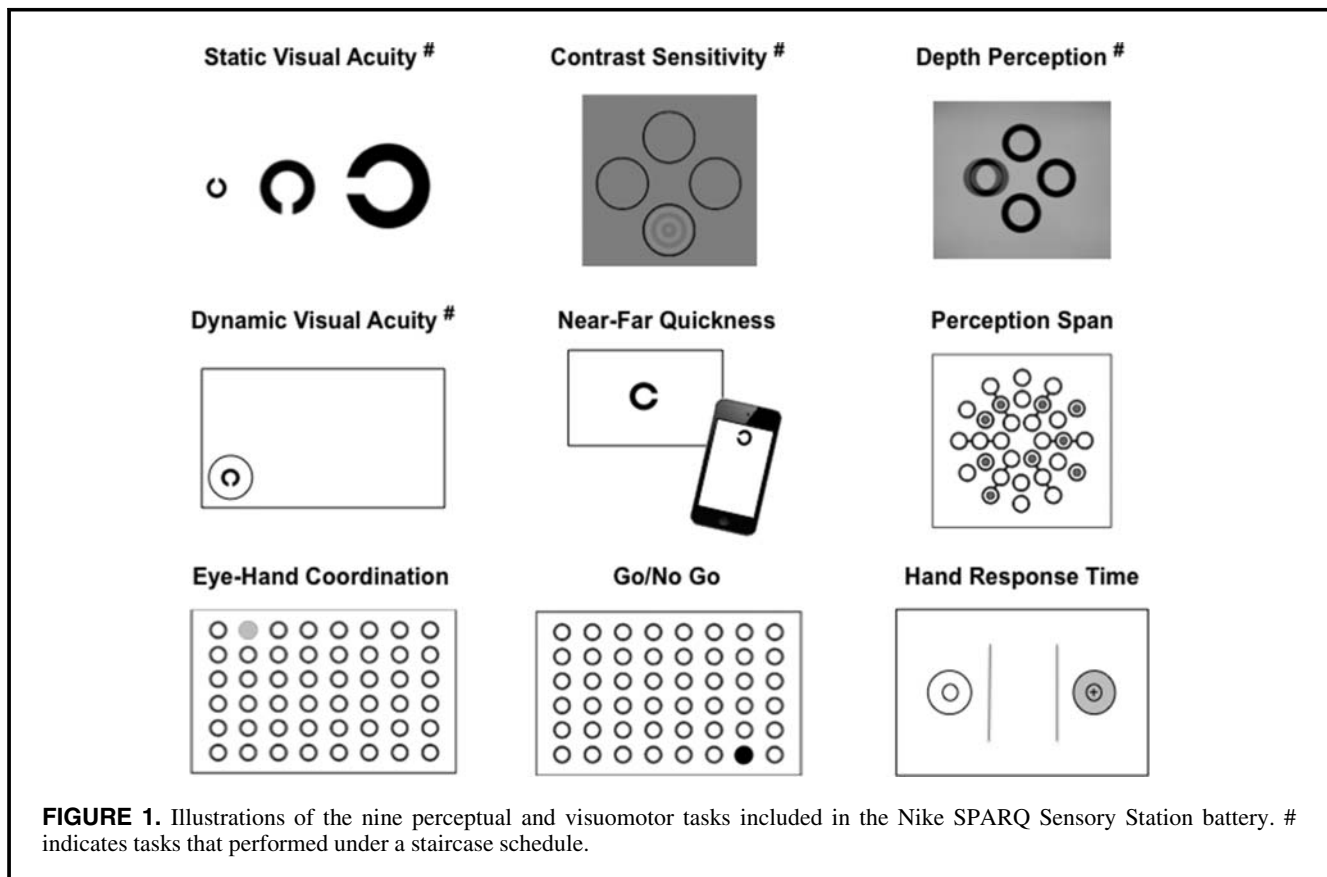 Static Visual Acuity #
Contrast Sensitivity #
Depth Perception #
Dynamic Visual Acuity #
Near-Far Quickness
Perception Span
Eye-Hand Coordination
Go/No Go
Hand Response Time
FIGURE 1. Illustrations of the nine perceptual and visuomotor tasks included in the Nike SPARQ Sensory Station battery. #
indicates tasks that performed under a staircase schedule.